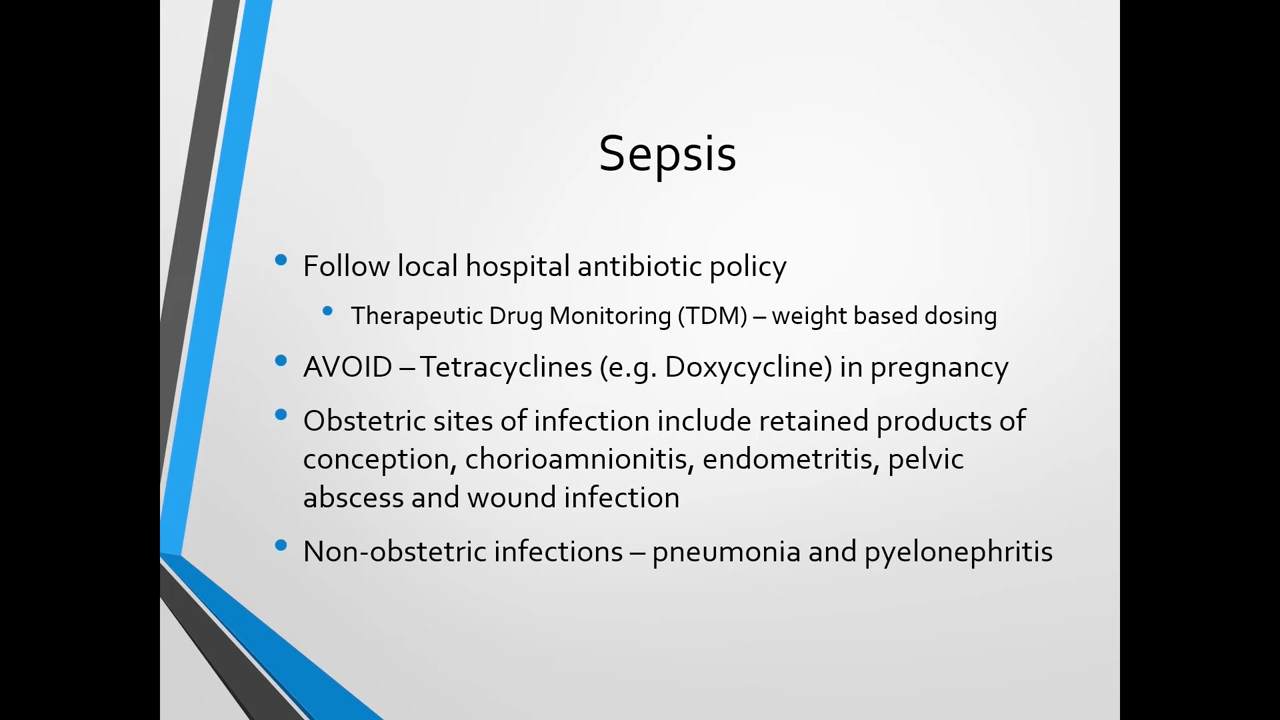 Sepsis
• Follow local hospital antibiotic policy
• Therapeutic Drug Monitoring (TDM) – weight based dosing
• AVOID – Tetracyclines (e.g. Doxycycline) in pregnancy
• Obstetric sites of infection include retained products of
conception, chorioamnionitis, endometritis, pelvic
abscess and wound infection
• Non-obstetric infections – pneumonia and pyelonephritis